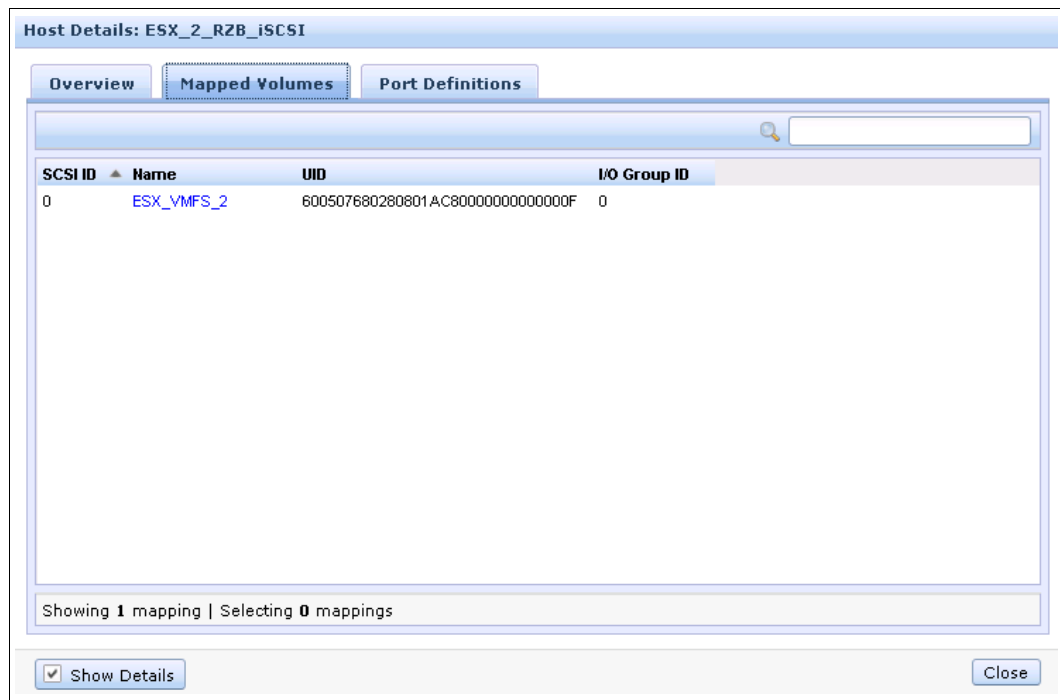 Host Details: ESX_2_RZB_iSCSI
Overview Mapped Volumes Port Definitions
SCSI ID Name UID I/O Group ID
0 ESX_VMFS_2 600507680280801AC80000000000000F 0
Showing 1 mapping | Selecting 0 mappings
Show Details Close